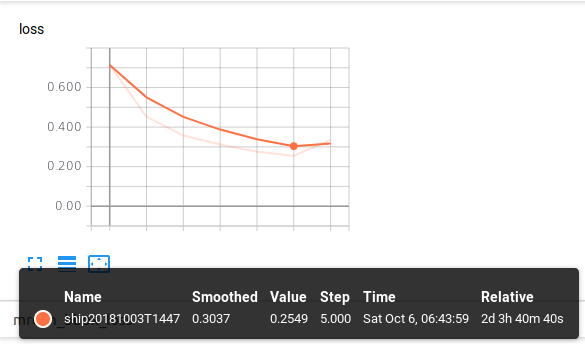 loss
0.600
0.400
0.200
0.00
Name Smoothed Value Step Time Relative
ship20181003T1447 0.3037 0.2549 5.000 Sat Oct 6, 06:43:59 2d 3h 40m 40s